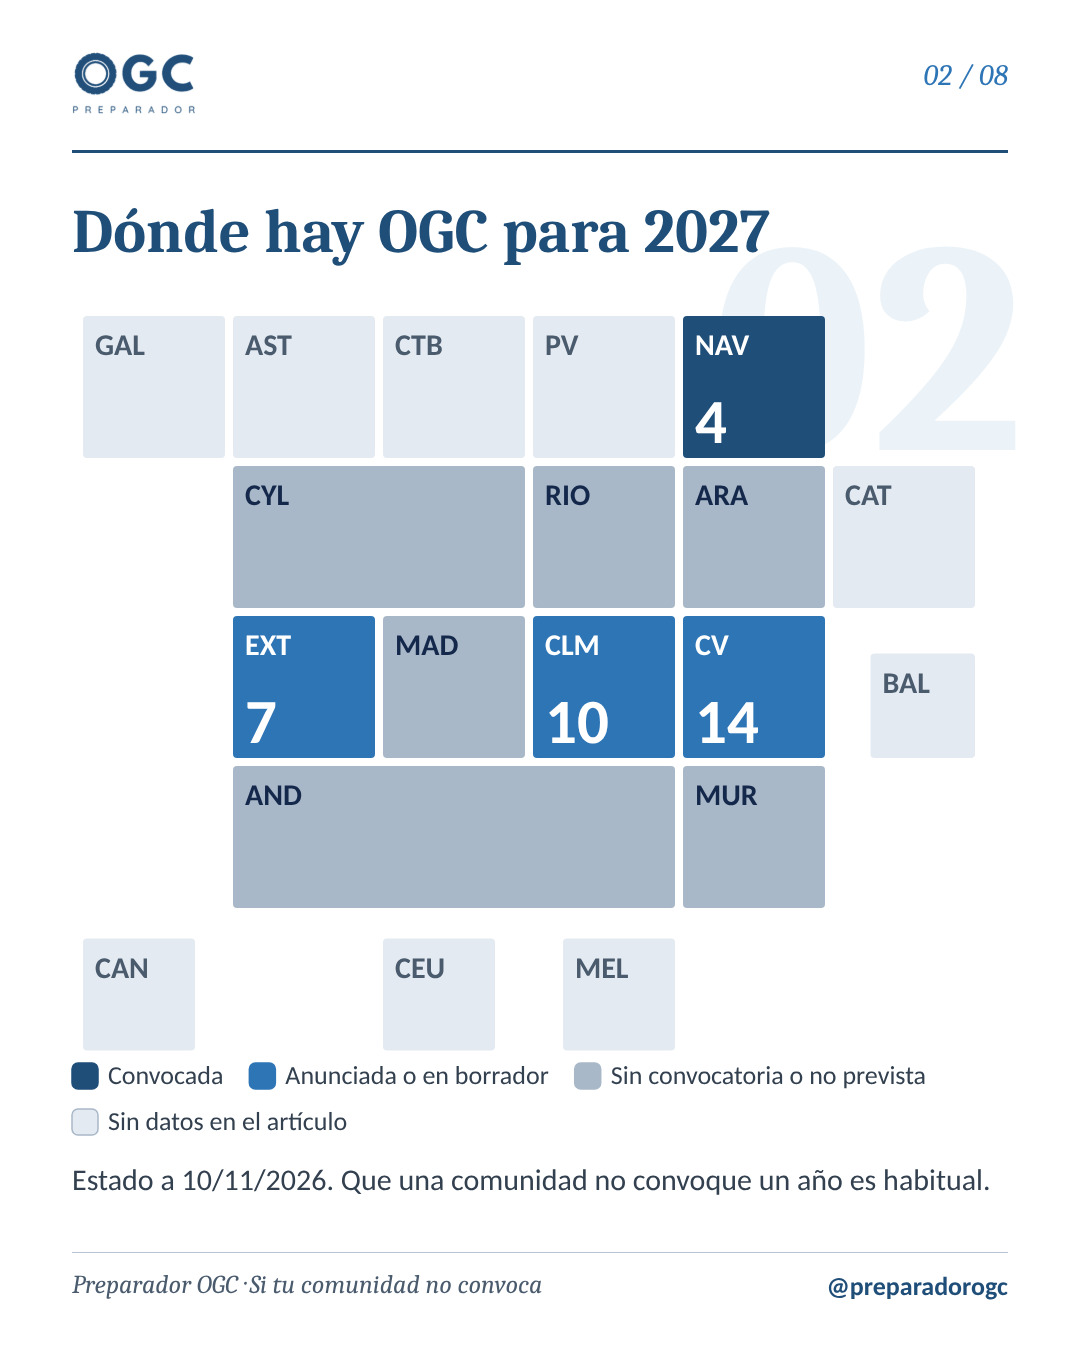 OGC
PREPARADOR
02 / 08
Dónde hay OGC para 2027
02
GAL AST CTB PV NAV
4
CYL RIO ARA CAT
EXT MAD CLM CV
BAL
7 10 14
AND MUR
CAN CEU MEL
Convocada Anunciada o en borrador Sin convocatoria o no prevista
Sin datos en el artículo
Estado a 10/11/2026. Que una comunidad no convoque un año es habitual.
Preparador OGC · Si tu comunidad no convoca @preparadorogc